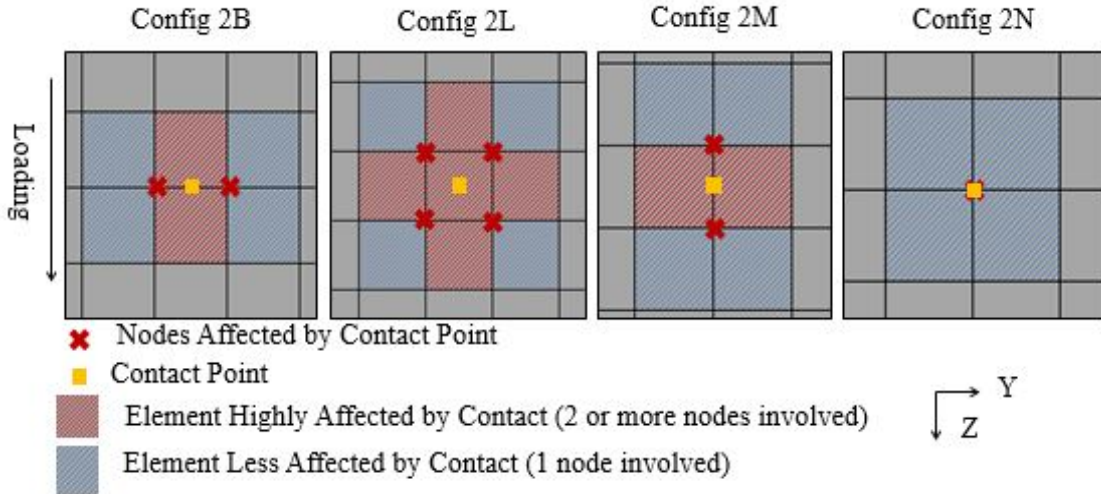 Config 2B
Config 2L
Config 2M
Config 2N
Loading
Nodes Affected by Contact Point
Contact Point
Element Highly Affected by Contact (2 or more nodes involved)
Element Less Affected by Contact (1 node involved)
Y
Z